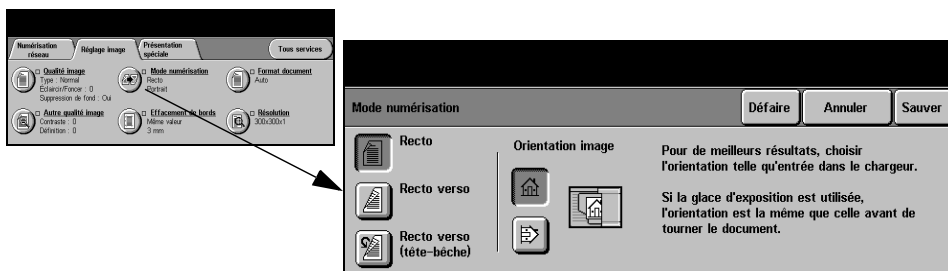 Numérisation
réseau
Réglage image
Présentation
spéciale
Tous services
Qualité image
Type : Normal
Éclaircir/Foncer : 0
Suppression de fond : Oui
Mode numérisation
Recto
Portrait
Format document
Auto
Autre qualité image
Contraste : 0
Définition : 0
Effacement de bords
Même valeur
3 mm
Résolution
300x300x1
Mode numérisation
Défaire
Annuler
Sauver
Recto
Recto verso
Recto verso
(tête-bêche)
Orientation image
Pour de meilleurs résultats, choisir
l'orientation telle qu'entrée dans le chargeur.
Si la glace d'exposition est utilisée,
l'orientation est la même que celle avant de
tourner le document.